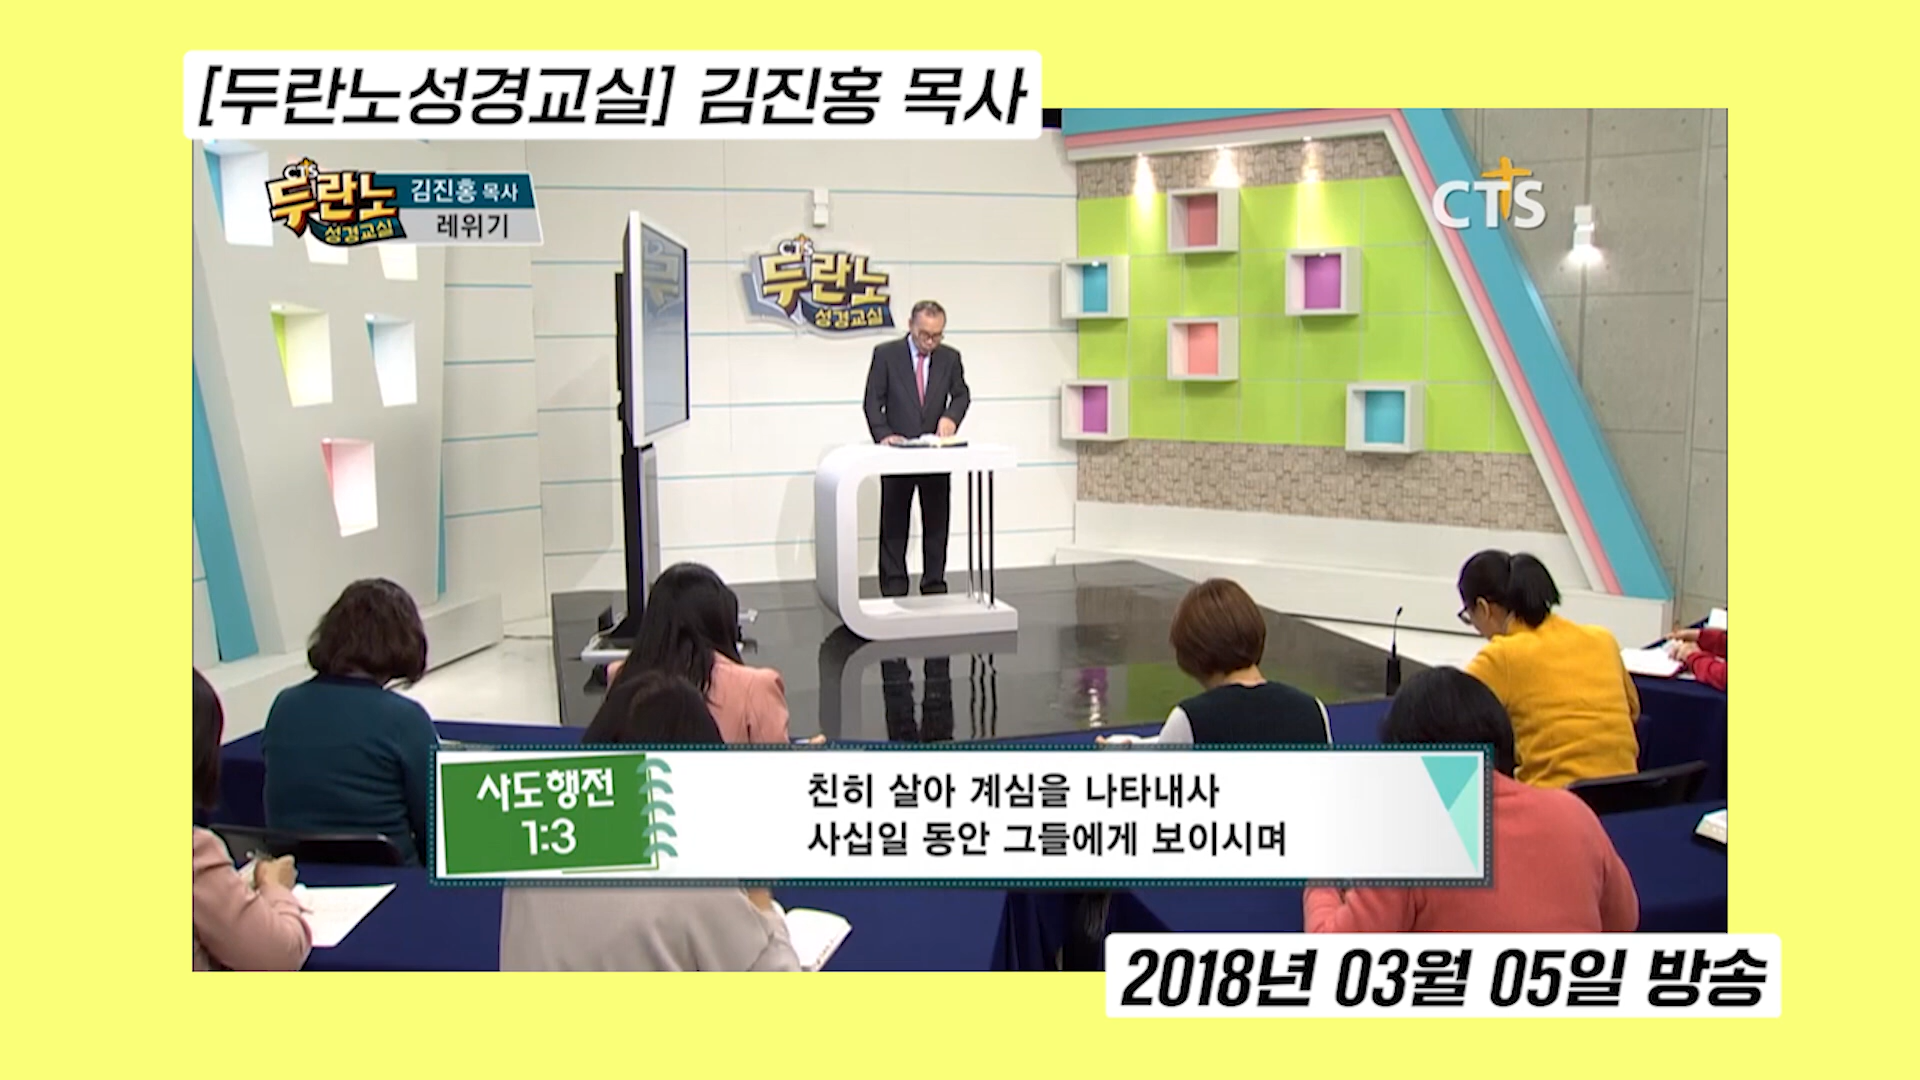 [두란노성경교실] 김진홍 목사
CTS
두란노
성경교실
김진홍 목사
레위기
CTS
CTS
두란노
성경교실
사도행전
1:3
친히 살아 계심을 나타내사
사십일 동안 그들에게 보이시며
2018년 03월 05일 방송